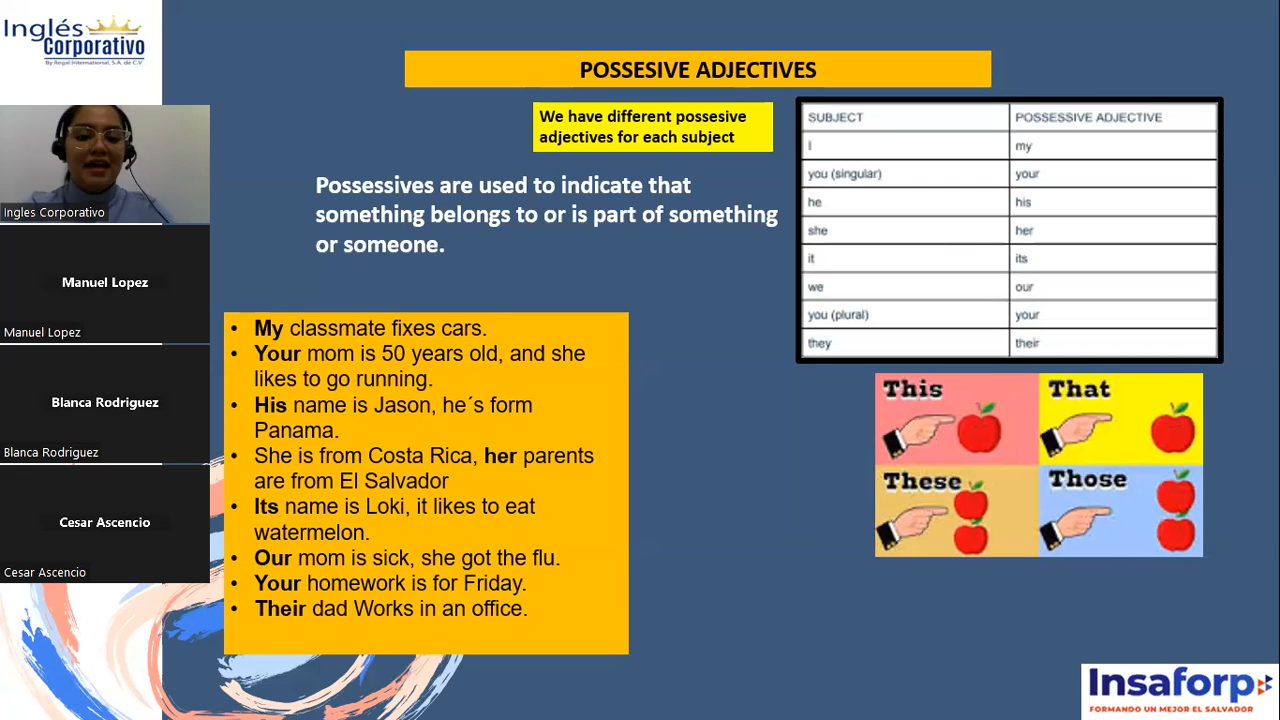 Inglés
Corporativo
By Regal International, S.A. de C.V
Ingles Corporativo
Manuel Lopez
Manuel Lopez
Blanca Rodriguez
Blanca Rodriguez
Cesar Ascencio
Cesar Ascencio
POSSESIVE ADJECTIVES
We have different possesive
adjectives for each subject
Possessives are used to indicate that
something belongs to or is part of something
or someone.
• My classmate fixes cars.
• Your mom is 50 years old, and she
likes to go running.
• His name is Jason, he´s form
Panama.
• She is from Costa Rica, her parents
are from El Salvador
• Its name is Loki, it likes to eat
watermelon.
• Our mom is sick, she got the flu.
• Your homework is for Friday.
• Their dad Works in an office.
SUBJECT POSSESSIVE ADJECTIVE
I my
you (singular) your
he his
she her
it its
we our
you (plural) your
they their
This That
These Those
Insaforp
FORMANDO UN MEJOR EL SALVADOR